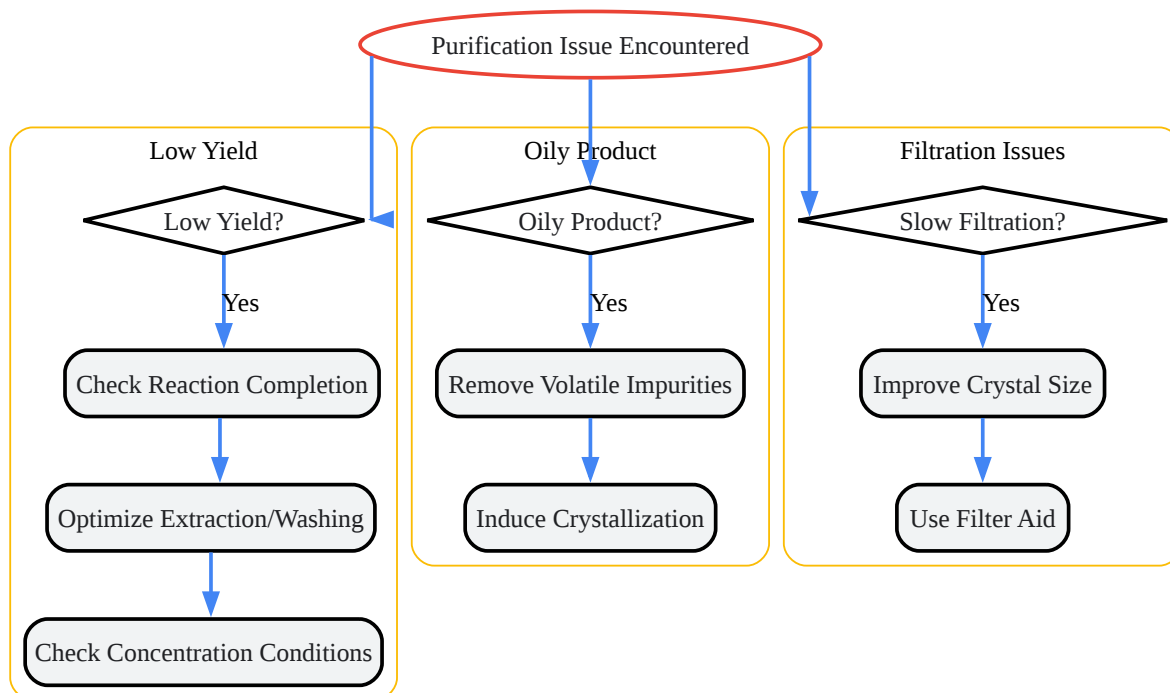 Purification Issue Encountered
Low Yield
Oily Product
Filtration Issues
Low Yield?
Oily Product?
Slow Filtration?
Yes
Yes
Yes
Check Reaction Completion
Remove Volatile Impurities
Improve Crystal Size
Optimize Extraction/Washing
Induce Crystallization
Use Filter Aid
Check Concentration Conditions